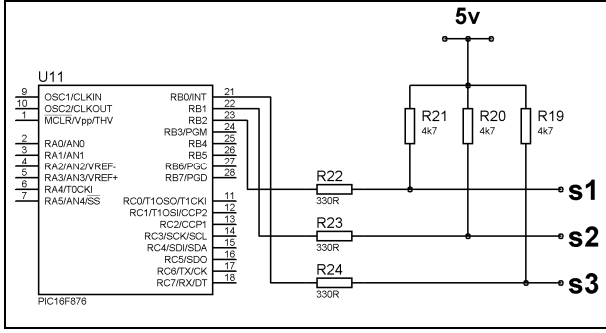 5v
U11
9 OSC1/CLKIN
10 OSC2/CLKOUT
1 MCLR/Vpp/THV
2 RA0/AN0
3 RA1/AN1
4 RA2/AN2/VREF-
5 RA3/AN3/VREF+
6 RA4/T0CKI
7 RA5/AN4/SS
RB0/INT 21
RB1 22
RB2 23
RB3/PGM 24
RB4 25
RB5 26
RB6/PGC 27
RB7/PGD 28
RC0/T1OSO/T1CKI 11
RC1/T1OSI/CCP2 12
RC2/CCP1 13
RC3/SCK/SCL 14
RC4/SDI/SDA 15
RC5/SDO 16
RC6/TX/CK 17
RC7/RX/DT 18
PIC16F876
R21
4k7
R20
4k7
R19
4k7
R22
330R
s1
R23
330R
s2
R24
330R
s3